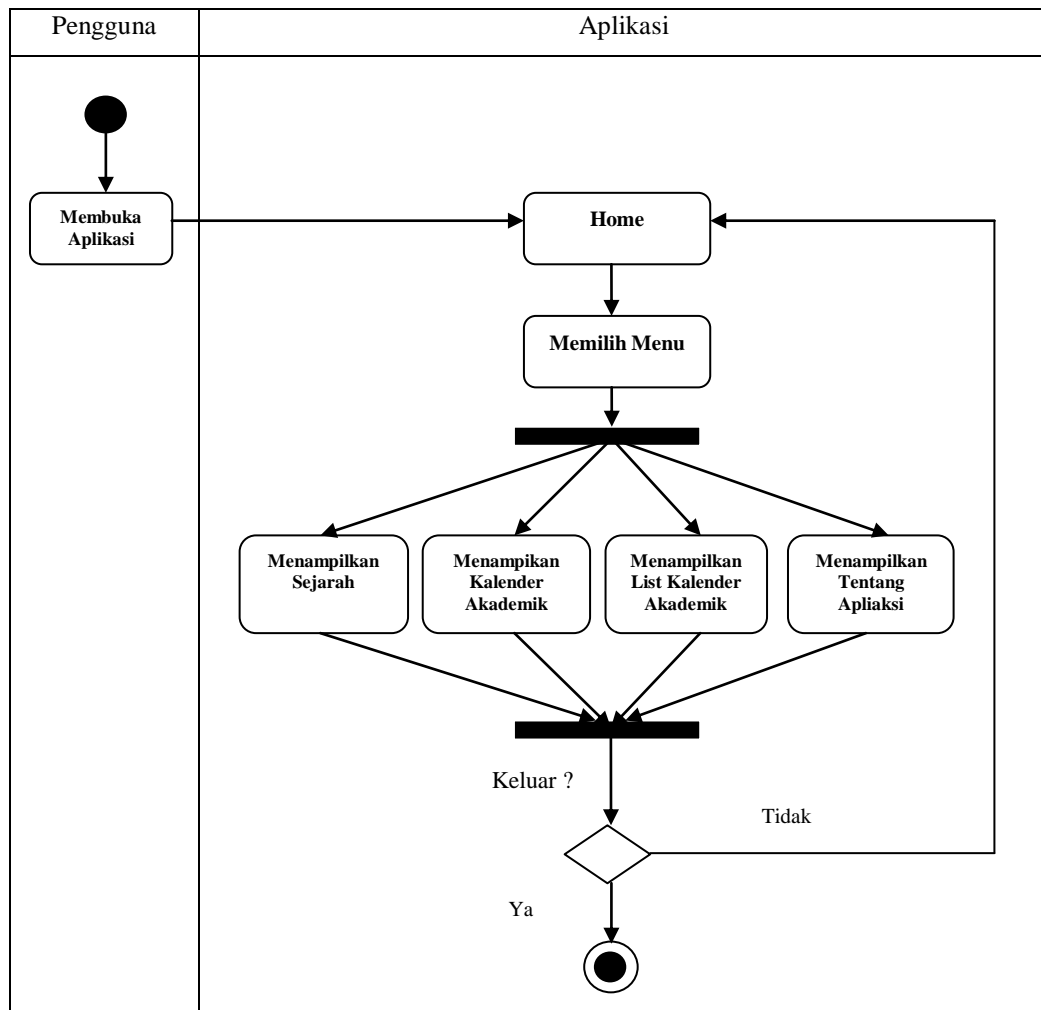 Pengguna
Aplikasi
Membuka
Aplikasi
Home
Memilih Menu
Menampilkan
Sejarah
Menampikan
Kalender
Akademik
Menampilkan
List Kalender
Akademik
Menampilkan
Tentang
Apliaksi
Keluar ?
Tidak
Ya